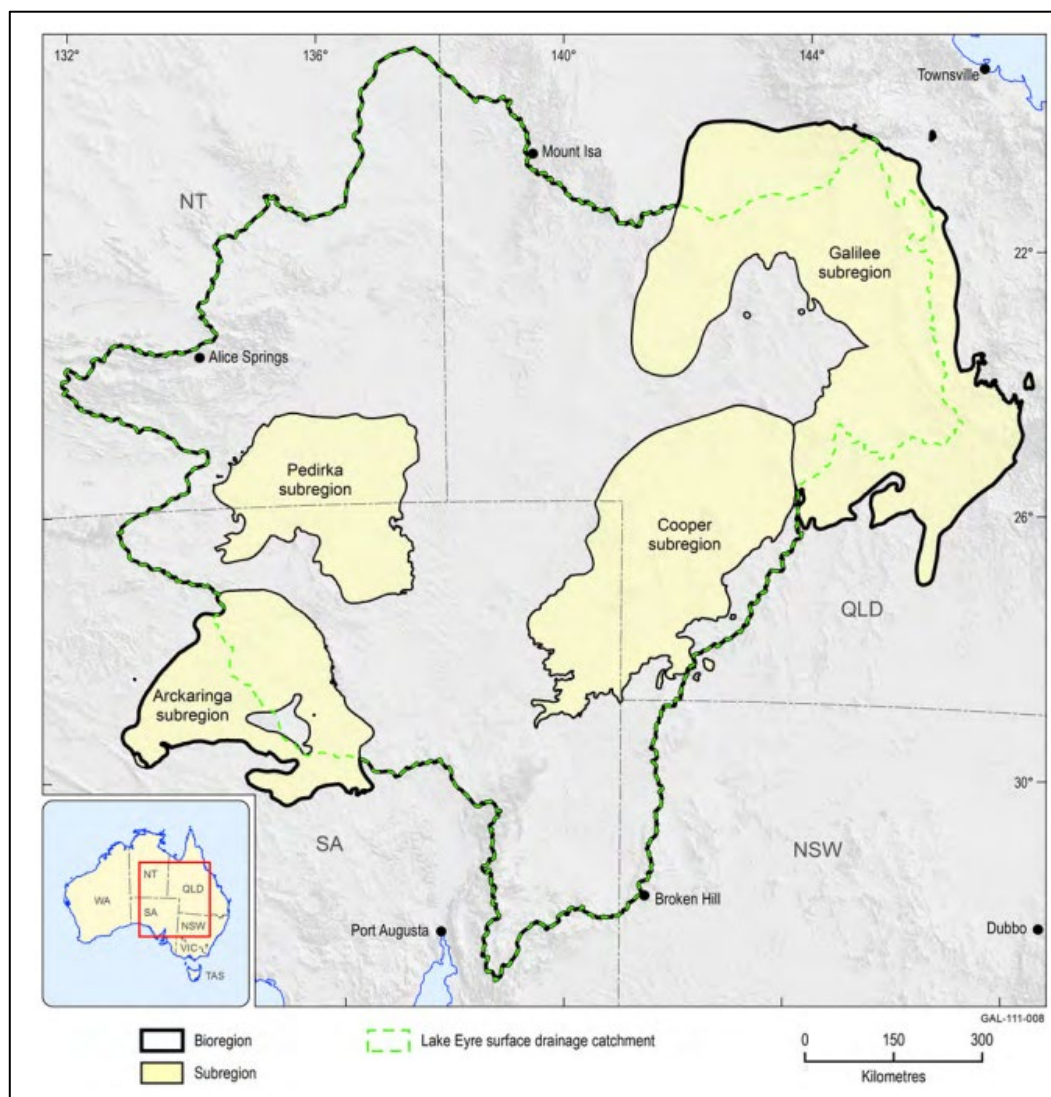 132°
136°
140°
144°
Townsville
Mount Isa
NT
Galilee
subregion
22°
Alice Springs
Pedirka
subregion
Cooper
subregion
26°
QLD
Arckaringa
subregion
30°
SA
NSW
Broken Hill
Port Augusta
Dubbo
WA
NT
QLD
SA
NSW
VIC
TAS
GAL-111-008
Bioregion
Lake Eyre surface drainage catchment
Subregion
0 150 300
Kilometres